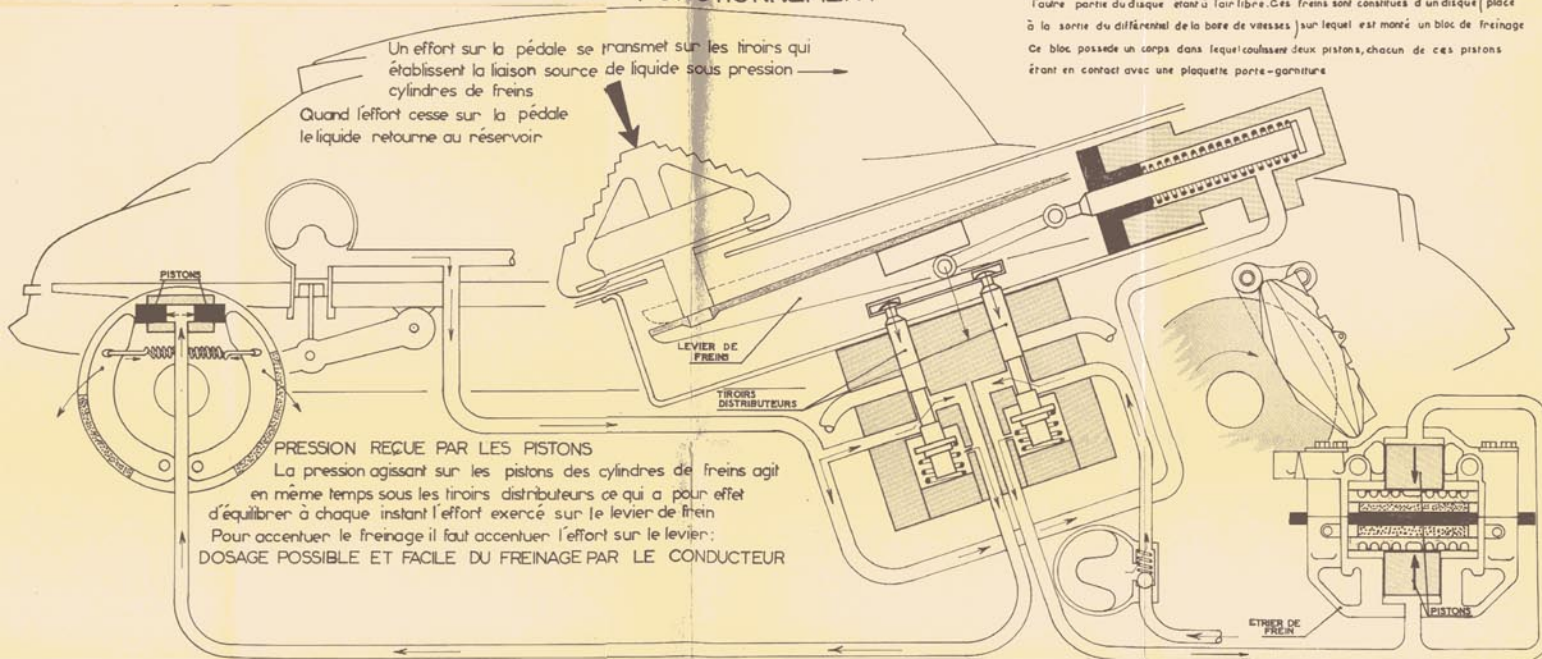 FONCTIONNEMENT
l'autre partie du disque étant à l'air libre. Ces freins sont constitués d'un disque ( placé
à la sortie du différentiel de la boite de vitesses ) sur lequel est monté un bloc de freinage
Ce bloc possede un corps dans lequel coulissent deux pistons, chacun de ces pistons
étant en contact avec une plaquette porte-garniture
Un effort sur la pédale se transmet sur les tiroirs qui
établissent la liaison source de liquide sous pression
cylindres de freins
Quand l'effort cesse sur la pédale
le liquide retourne au réservoir
PISTONS
LEVIER DE
FREINS
TIROIRS
DISTRIBUTEURS
PRESSION REÇUE PAR LES PISTONS
La pression agissant sur les pistons des cylindres de freins agit
en même temps sous les tiroirs distributeurs ce qui a pour effet
d'équilibrer à chaque instant l'effort exercé sur le levier de frein
Pour accentuer le freinage il faut accentuer l'effort sur le levier:
DOSAGE POSSIBLE ET FACILE DU FREINAGE PAR LE CONDUCTEUR
ETRIER DE
FREIN
PISTONS